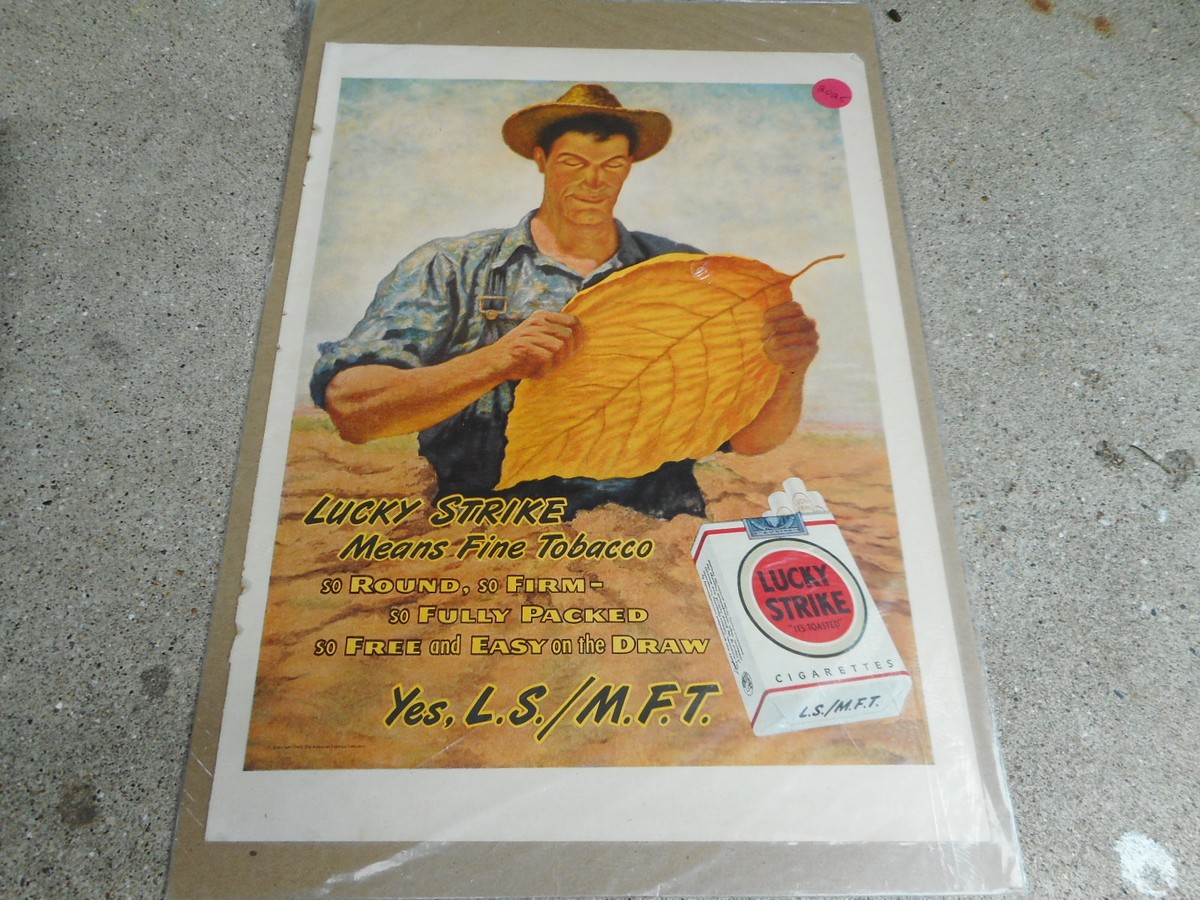 LUCKY STRIKE
Means Fine Tobacco
so ROUND, so FIRM-
so FULLY PACKED
so FREE and EASY on the DRAW
Yes, L.S./M.F.T.
LUCKY
STRIKE
"IT'S TOASTED"
CIGARETTES
L.S./M.F.T.